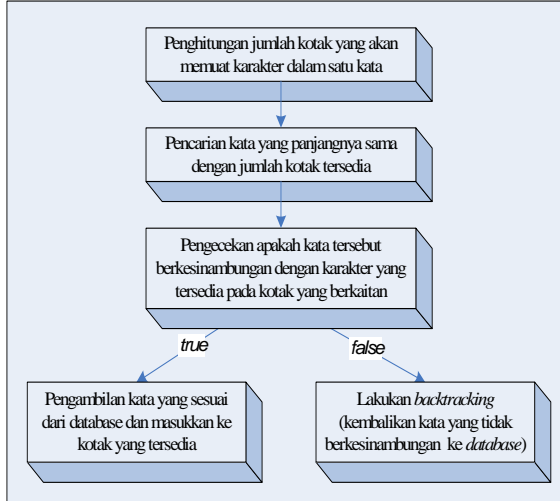 Penghitungan jumlah kotak yang akan
memuat karakter dalam satu kata
Pencarian kata yang panjangnya sama
dengan jumlah kotak tersedia
Pengecekan apakah kata tersebut
berkesinambungan dengan karakter yang
tersedia pada kotak yang berkaitan
true
false
Pengambilan kata yang sesuai
dari database dan masukkan ke
kotak yang tersedia
Lakukan backtracking
(kembalikan kata yang tidak
berkesinambungan ke database)